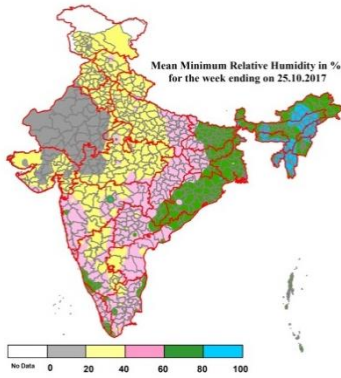 Mean Minimum Relative Humidity in %
for the week ending on 25.10.2017
No Data 0 20 40 60 80 100